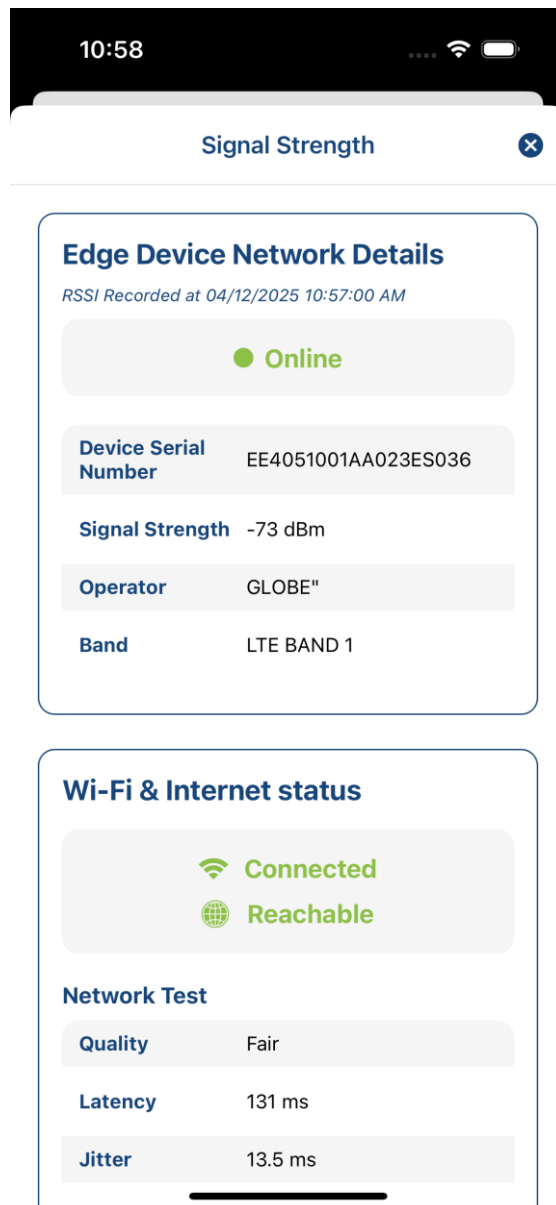 10:58
Signal Strength
Edge Device Network Details
RSSI Recorded at 04/12/2025 10:57:00 AM
Online
Device Serial Number EE4051001AA023ES036
Signal Strength -73 dBm
Operator GLOBE"
Band LTE BAND 1
Wi-Fi & Internet status
Connected
Reachable
Network Test
Quality Fair
Latency 131 ms
Jitter 13.5 ms